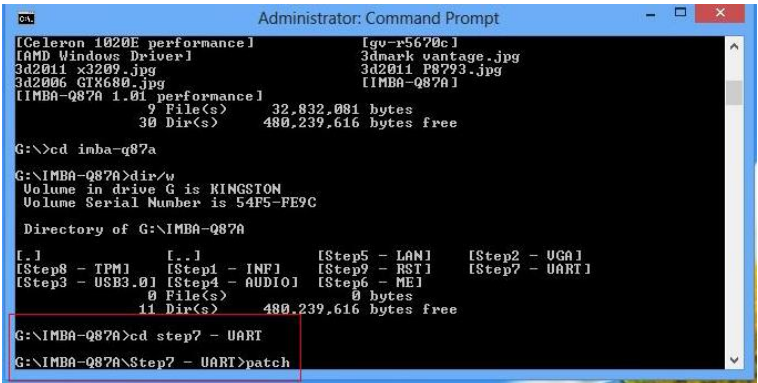 Administrator: Command Prompt
[Celeron 1020E performance] [gv-r5670c]
[AMD Windows Driver] 3dmark vantage.jpg
3d2011 x3209.jpg 3d2011 P8793.jpg
3d2006 GTX680.jpg [IMBA-Q87A]
[IMBA-Q87A 1.01 performance]
9 File(s) 32,832,081 bytes
30 Dir(s) 480,239,616 bytes free
G:\>cd imba-q87a
G:\IMBA-Q87A>dir/w
Volume in drive G is KINGSTON
Volume Serial Number is 54F5-FE9C
Directory of G:\IMBA-Q87A
[.] [..] [Step5 - LAN] [Step2 - VGA]
[Step8 - TPM] [Step1 - INF] [Step9 - RST] [Step7 - UART]
[Step3 - USB3.0] [Step4 - AUDIO] [Step6 - ME]
0 File(s) 0 bytes
11 Dir(s) 480,239,616 bytes free
G:\IMBA-Q87A>cd step7 - UART
G:\IMBA-Q87A\Step7 - UART>patch